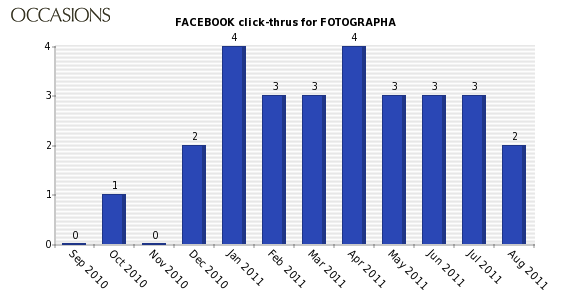 OCCASIONS
FACEBOOK click-thrus for FOTOGRAPHA
4
3
2
1
0
0
1
0
2
4
3
3
4
3
3
3
2
Sep 2010
Oct 2010
Nov 2010
Dec 2010
Jan 2011
Feb 2011
Mar 2011
Apr 2011
May 2011
Jun 2011
Jul 2011
Aug 2011